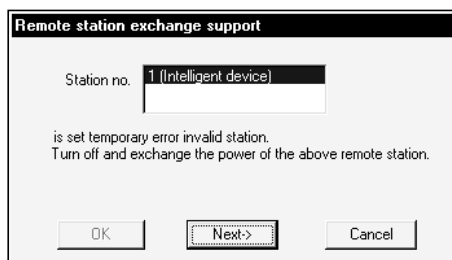 Remote station exchange support
Station no. 1 (Intelligent device)
is set temporary error invalid station.
Turn off and exchange the power of the above remote station.
OK Next-> Cancel